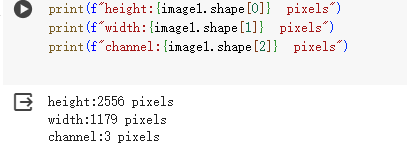 print(f"height:{image1.shape[0]}  pixels")
print(f"width:{image1.shape[1]}  pixels")
print(f"channel:{image1.shape[2]}  pixels")
height:2556 pixels
width:1179 pixels
channel:3 pixels